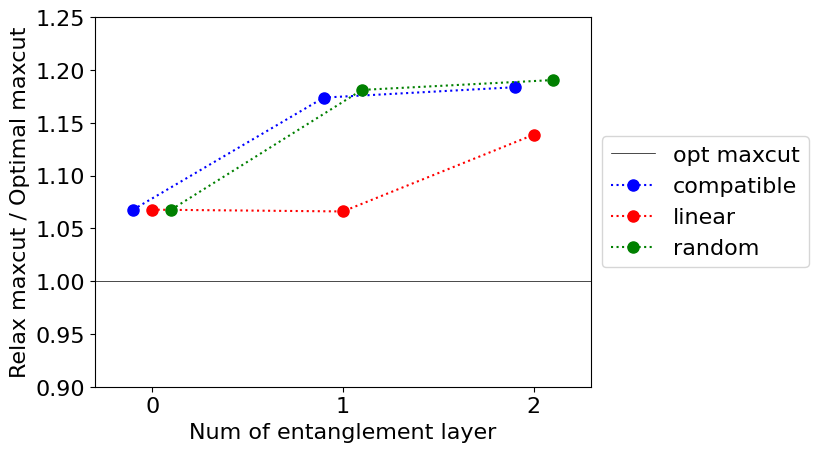 Relax maxcut / Optimal maxcut
1.25
1.20
1.15
1.10
1.05
1.00
0.95
0.90
0
1
2
Num of entanglement layer
opt maxcut
compatible
linear
random